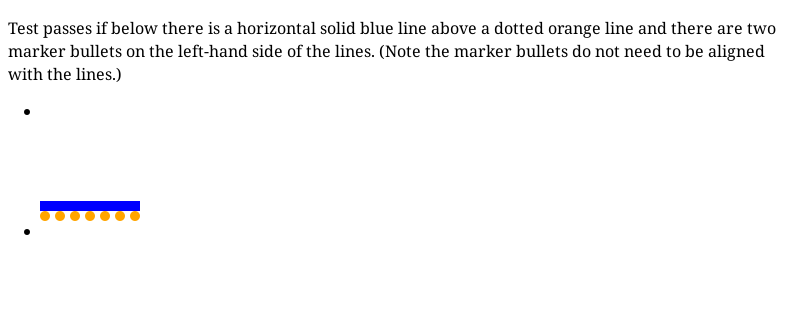 Test passes if below there is a horizontal solid blue line above a dotted orange line and there are two
marker bullets on the left-hand side of the lines. (Note the marker bullets do not need to be aligned
with the lines.)